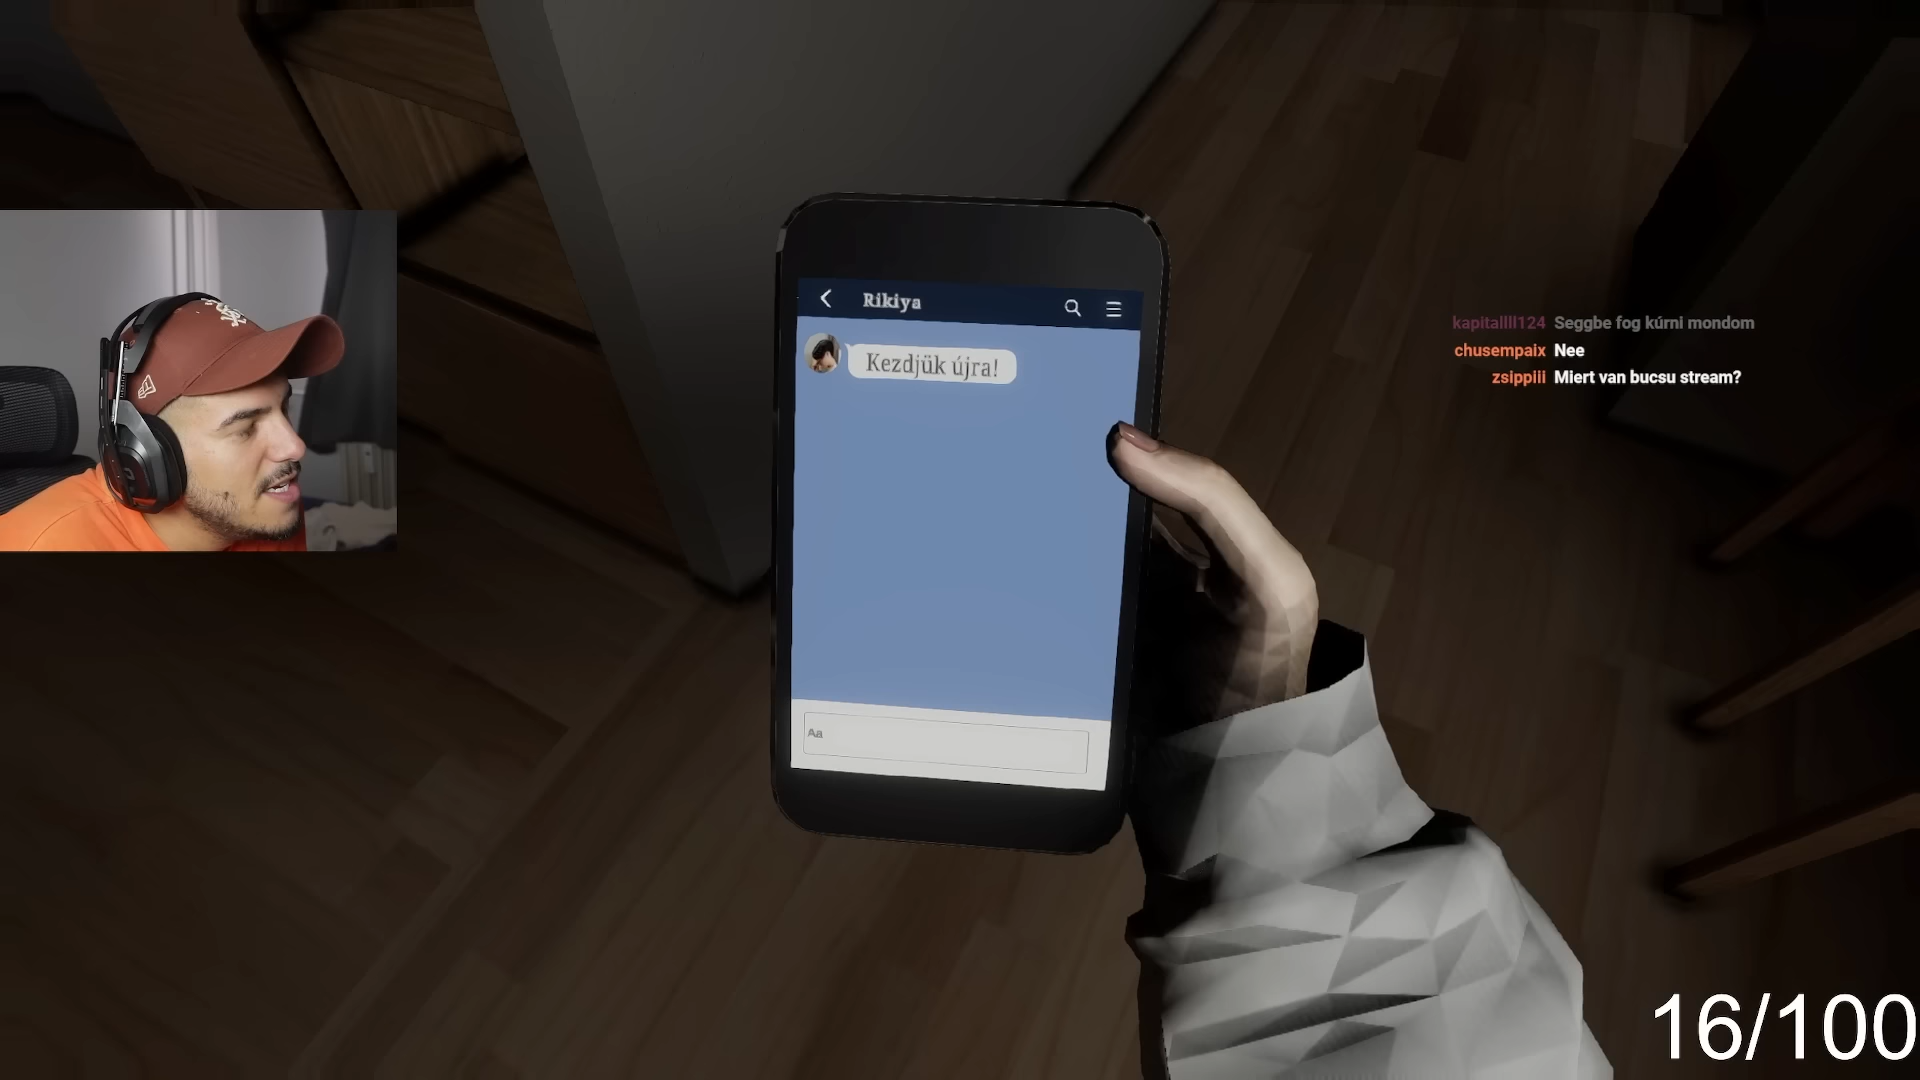 Rikiya
Kezdjük újra!
Aa
kapitallll124 Seggbe fog kúrni mondom
chusempaix Nee
zsippiii Miert van bucsu stream?
16/100